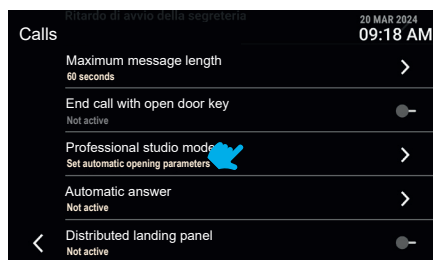 Ritardo di avvio della segreteria
20 MAR 2024
Calls
09:18 AM
Maximum message length
60 seconds
End call with open door key
Not active
Professional studio mode
Set automatic opening parameters
Automatic answer
Not active
Distributed landing panel
Not active